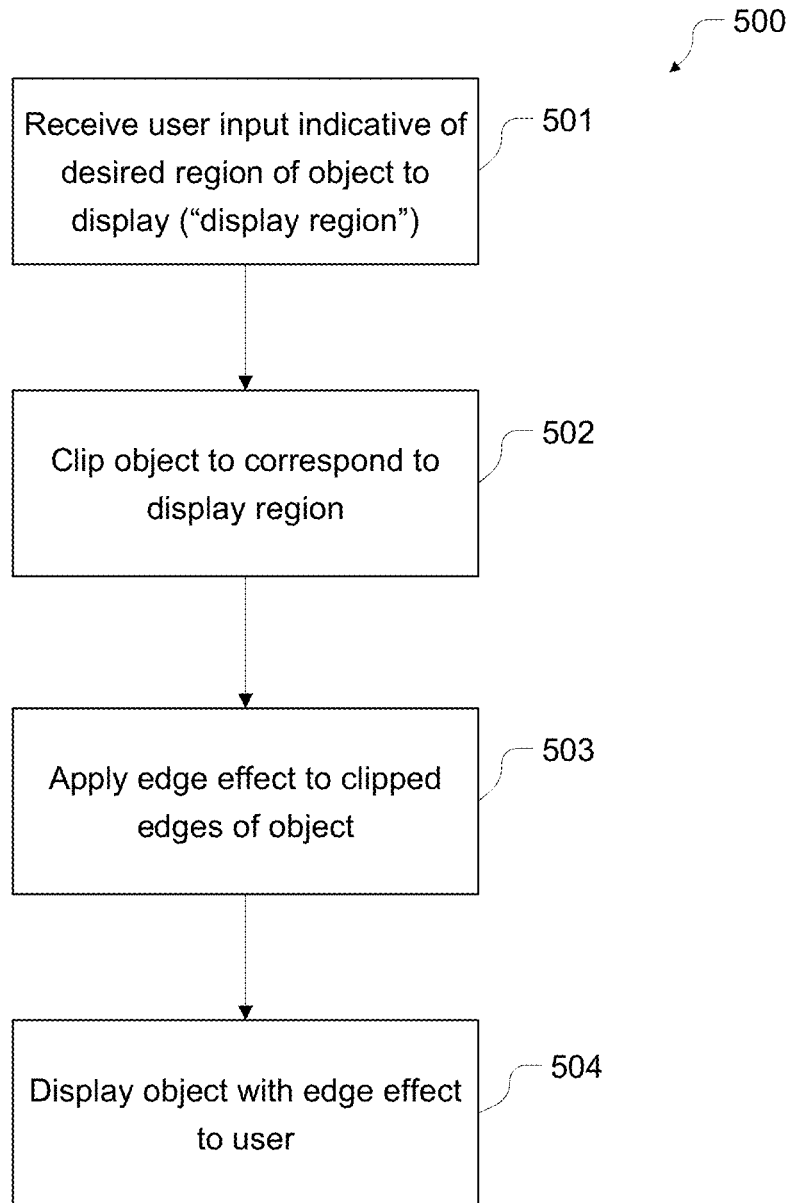 500
Receive user input indicative of
desired region of object to
display (“display region”)
501
Clip object to correspond to
display region
502
Apply edge effect to clipped
edges of object
503
Display object with edge effect
to user
504